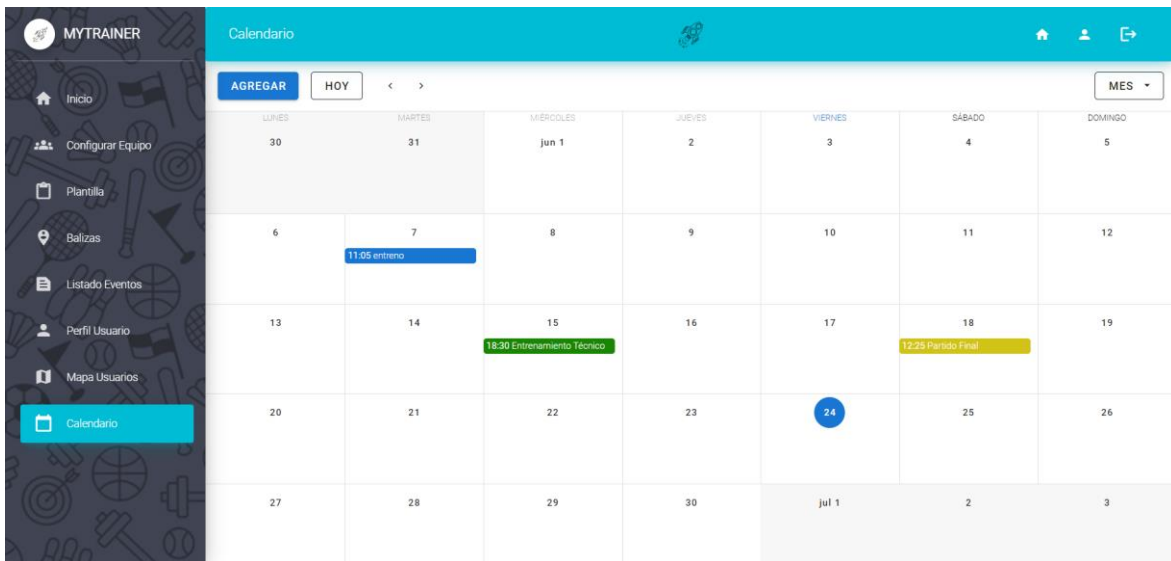 MYTRAINER
Calendario
Inicio
Configurar Equipo
Plantilla
Balizas
Listado Eventos
Perfil Usuario
Mapa Usuarios
Calendario
AGREGAR HOY < > MES
LUNES MARTES MIÉRCOLES JUEVES VIERNES SÁBADO DOMINGO
30 31 jun 1 2 3 4 5
6 7 8 9 10 11 12
11:05 entreno
13 14 15 16 17 18 19
18:30 Entrenamiento Técnico 12:25 Partido Final
20 21 22 23 24 25 26
27 28 29 30 jul 1 2 3